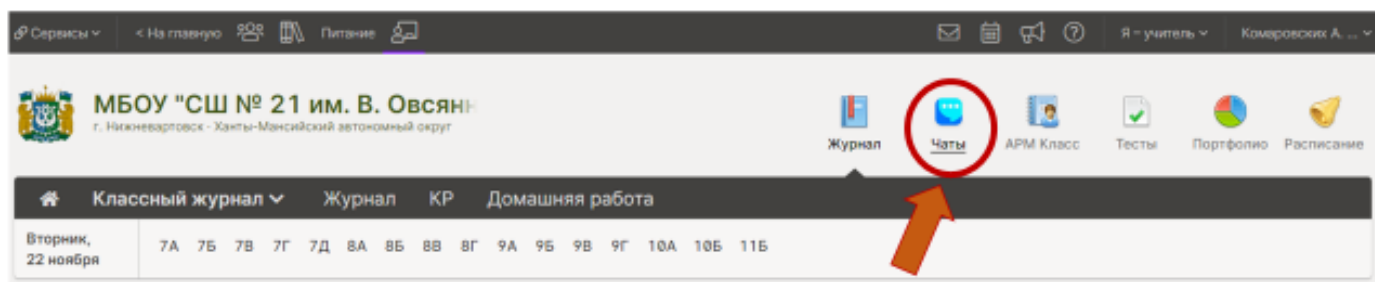 Сервисы < На главную Питание Я – учитель Комаровских А. ...
МБОУ "СШ № 21 им. В. Овсянн
г. Нижневартовск - Ханты-Мансийский автономный округ
Журнал Чаты АРМ Класс Тесты Портфолио Расписание
Классный журнал Журнал КР Домашняя работа
Вторник,
22 ноября
7А 7Б 7В 7Г 7Д 8А 8Б 8В 8Г 9А 9Б 9В 9Г 10А 10Б 11Б